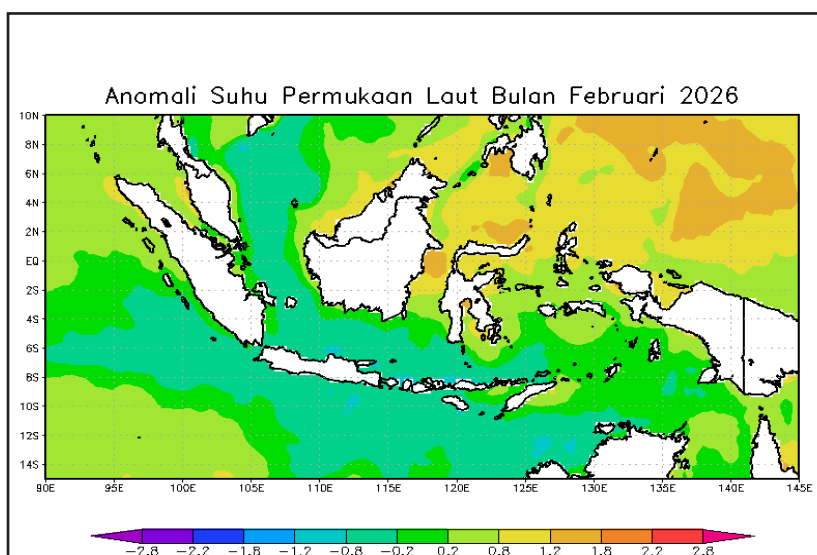 Anomali Suhu Permukaan Laut Bulan Februari 2026
10N
8N
6N
4N
2N
EQ
2S
4S
6S
8S
10S
12S
14S
90E 95E 100E 105E 110E 115E 120E 125E 130E 135E 140E 145E
-2.8 -2.2 -1.8 -1.2 -0.8 -0.2 0.2 0.8 1.2 1.8 2.2 2.8